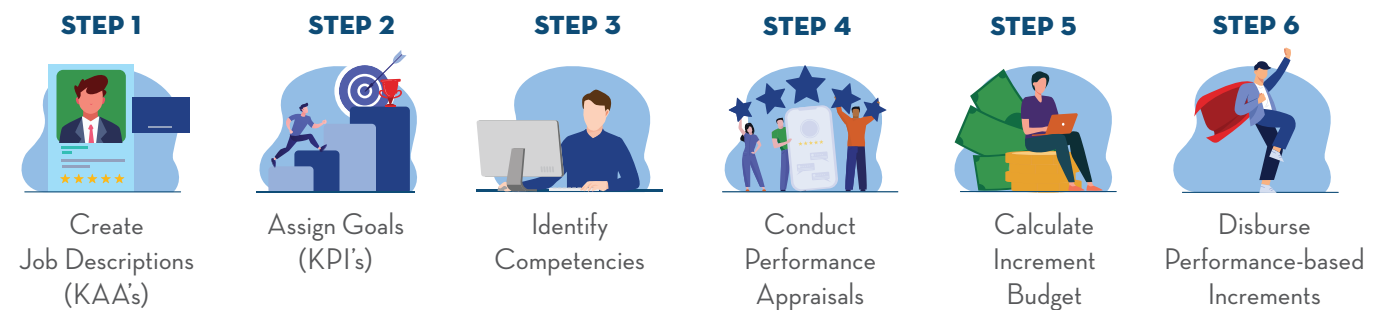 STEP 1
Create
Job Descriptions
(KAA's)
STEP 2
Assign Goals
(KPI's)
STEP 3
Identify
Competencies
STEP 4
Conduct
Performance
Appraisals
STEP 5
Calculate
Increment
Budget
STEP 6
Disburse
Performance-based
Increments